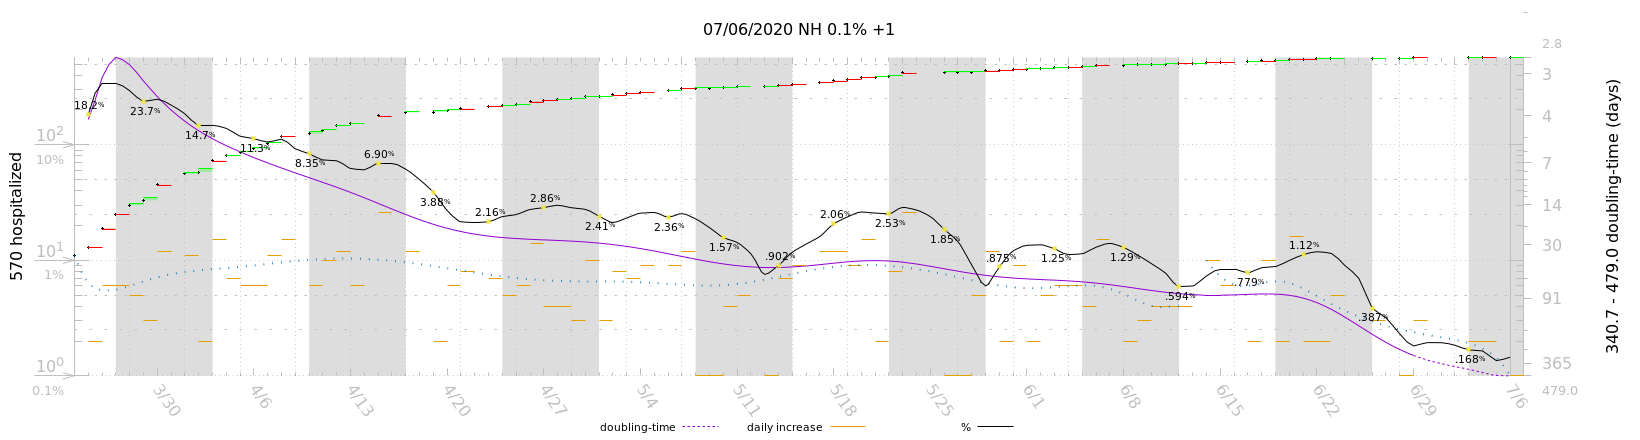 07/06/2020 NH 0.1% +1
570 hospitalized
10² 10% 10¹ 1% 10⁰ 0.1%
18.2% 23.7% 14.7% 11.3% 8.35% 6.90% 3.88% 2.16% 2.86% 2.41% 2.36% 1.57% .902% 2.06% 2.53% 1.85% .875% 1.25% 1.29% .594% .779% 1.12% .387% .168%
2.8
3
4
7
14
30
91
365
479.0
340.7 - 479.0 doubling-time (days)
3/30 4/6 4/13 4/20 4/27 5/4 5/11 5/18 5/25 6/1 6/8 6/15 6/22 6/29 7/6
doubling-time daily increase %